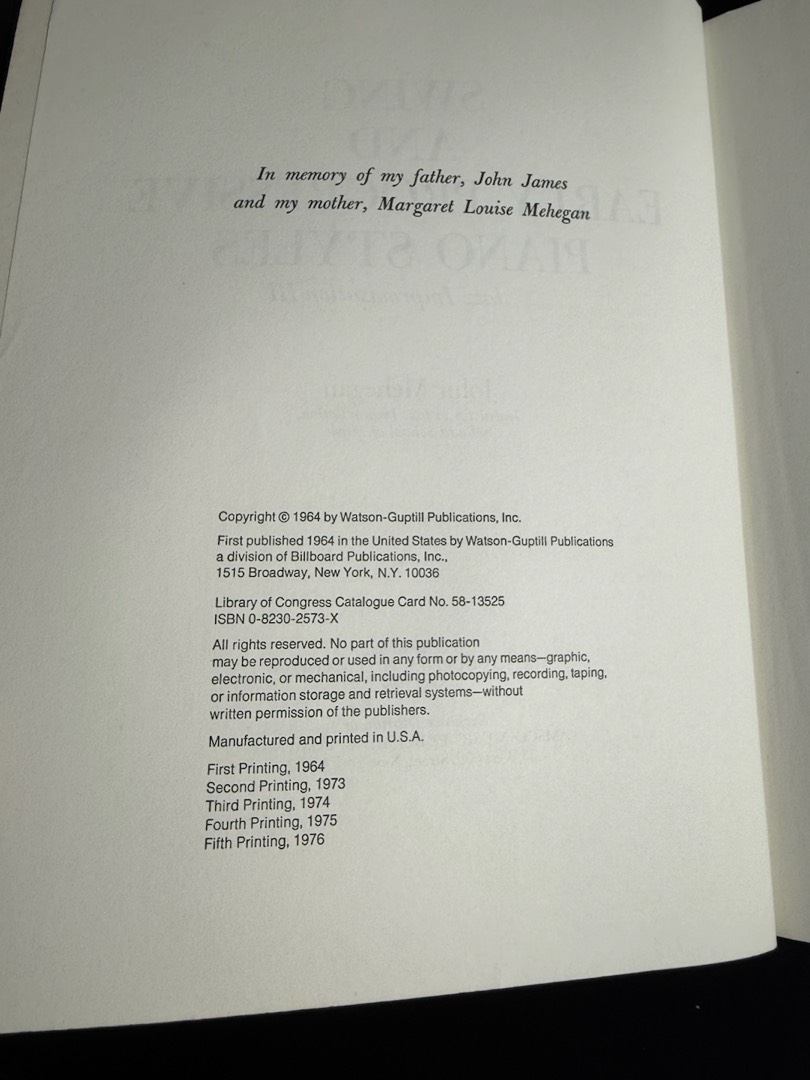 In memory of my father, John James
and my mother, Margaret Louise Mehegan
Copyright © 1964 by Watson-Guptill Publications, Inc.
First published 1964 in the United States by Watson-Guptill Publications
a division of Billboard Publications, Inc.,
1515 Broadway, New York, N.Y. 10036
Library of Congress Catalogue Card No. 58-13525
ISBN 0-8230-2573-X
All rights reserved. No part of this publication
may be reproduced or used in any form or by any means—graphic,
electronic, or mechanical, including photocopying, recording, taping,
or information storage and retrieval systems—without
written permission of the publishers.
Manufactured and printed in U.S.A.
First Printing, 1964
Second Printing, 1973
Third Printing, 1974
Fourth Printing, 1975
Fifth Printing, 1976